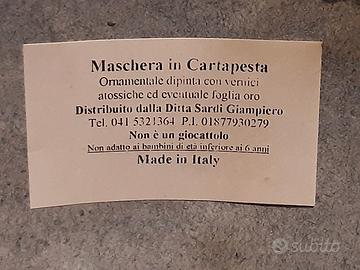 Maschera in Cartapesta
Ornamentale dipinta con vernici
atossiche ed eventuale foglia oro
Distribuito dalla Ditta Sardi Giampiero
Tel. 041 5321364 P.I. 01877930279
Non è un giocattolo
Non adatto ai bambini di età inferiore ai 6 anni
Made in Italy
subito